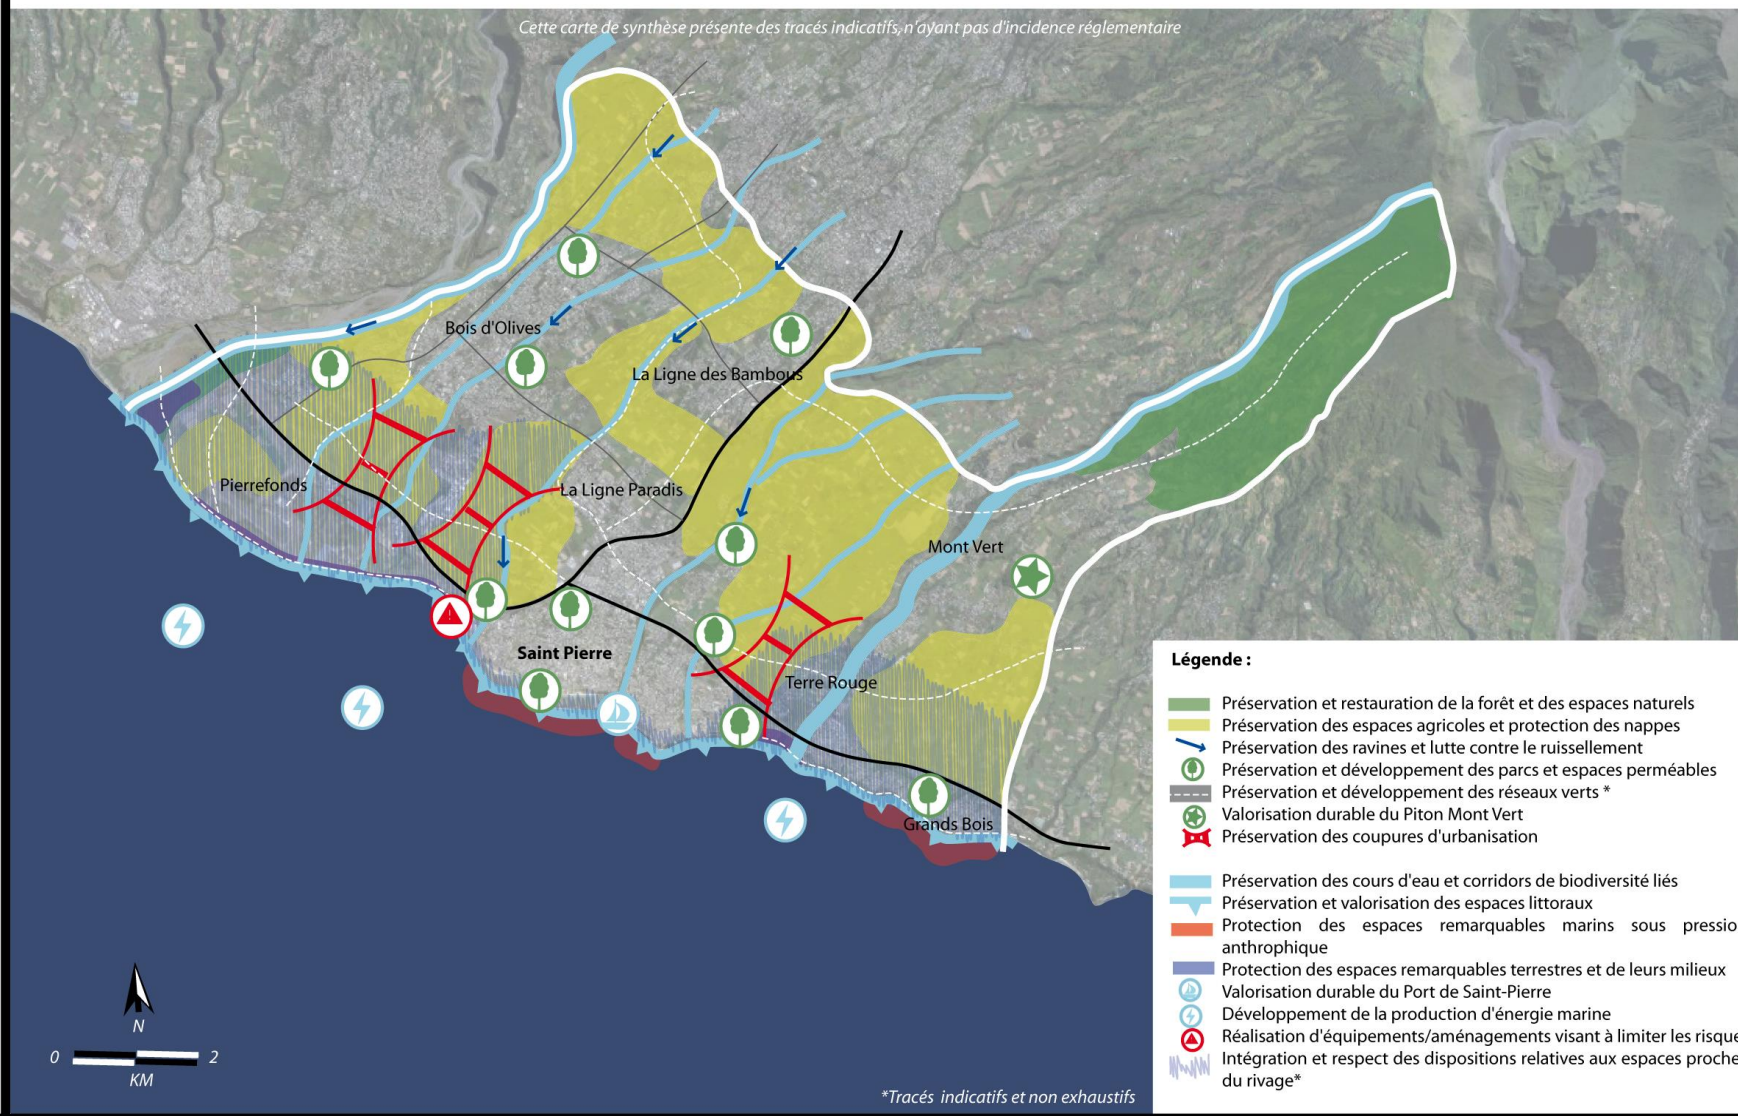 Cette carte de synthèse présente des tracés indicatifs, n'ayant pas d'incidence réglementaire
Bois d'Olives
La Ligne des Bambous
Pierrefonds
La Ligne Paradis
Mont Vert
Saint Pierre
Terre Rouge
Grands Bois
N
0 2
KM
*Tracés indicatifs et non exhaustifs
Légende :
Préservation et restauration de la forêt et des espaces naturels
Préservation des espaces agricoles et protection des nappes
Préservation des ravines et lutte contre le ruissellement
Préservation et développement des parcs et espaces perméables
Préservation et développement des réseaux verts *
Valorisation durable du Piton Mont Vert
Préservation des coupures d'urbanisation
Préservation des cours d'eau et corridors de biodiversité liés
Préservation et valorisation des espaces littoraux
Protection des espaces remarquables marins sous pressio
anthrophique
Protection des espaces remarquables terrestres et de leurs milieux
Valorisation durable du Port de Saint-Pierre
Développement de la production d'énergie marine
Réalisation d'équipements/aménagements visant à limiter les risque
Intégration et respect des dispositions relatives aux espaces proche
du rivage*